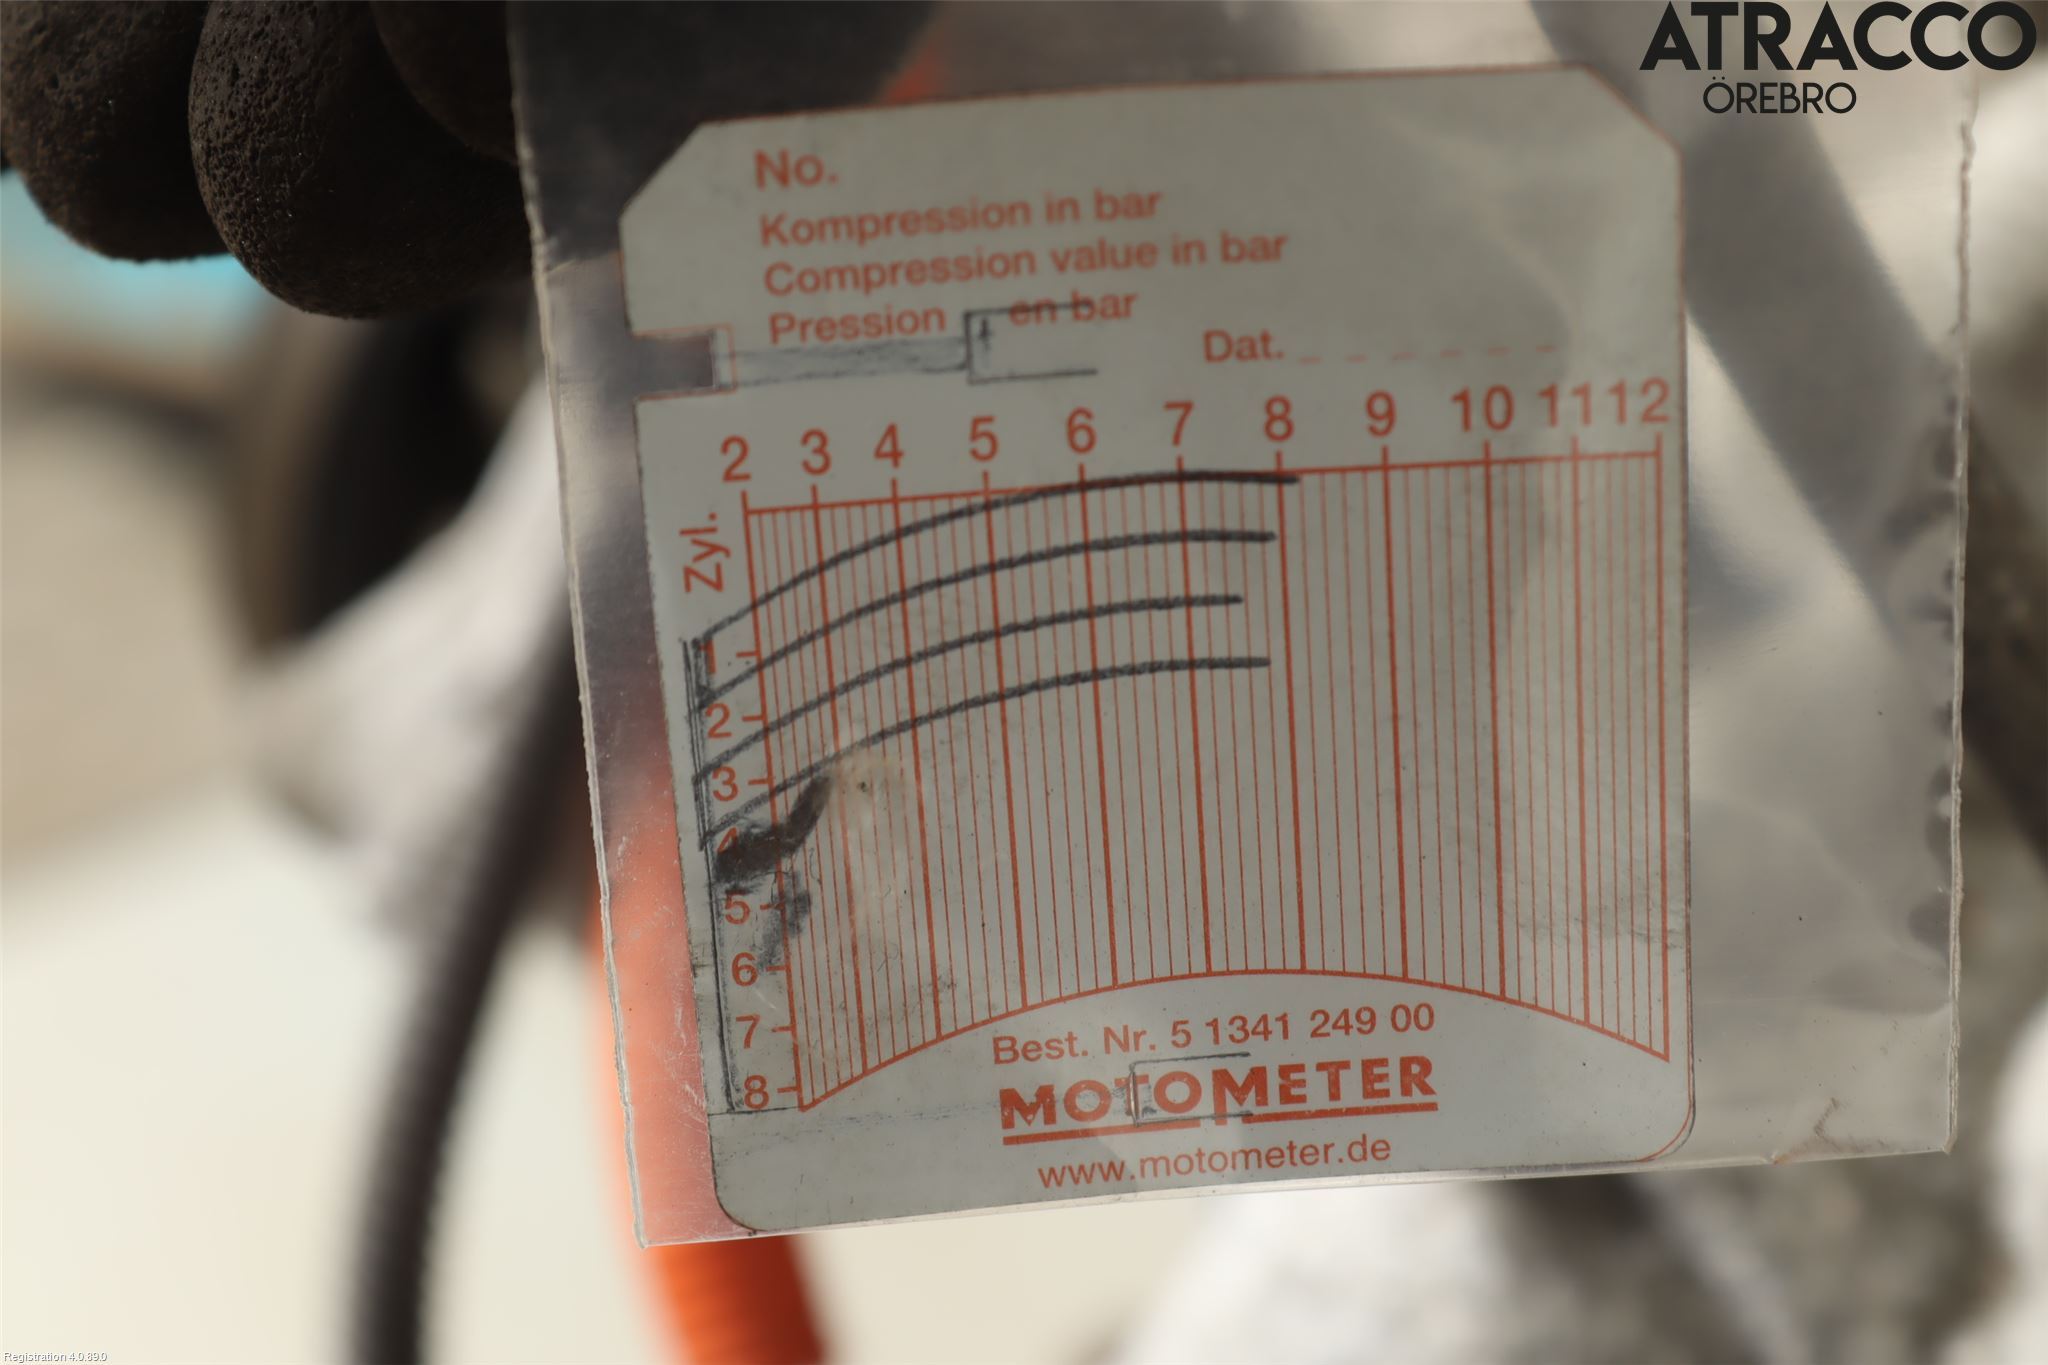 ATRACCO
ÖREBRO
No.
Kompression in bar
Compression value in bar
Pression en bar
Dat.
2 3 4 5 6 7 8 9 10 11 12
Zyl.
1
2
3
4
5
6
7
8
Best. Nr. 5 1341 249 00
MOTOMETER
www.motometer.de
Registration 4.0.89.0